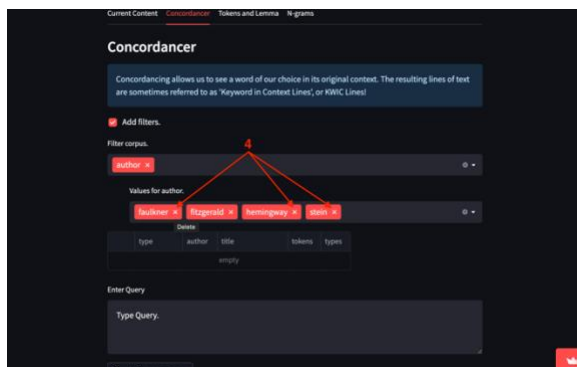 Current Content Concordancer Tokens and Lemma N-grams
Concordancer
Concordancing allows us to see a word of our choice in its original context. The resulting lines of text
are sometimes referred to as 'Keyword in Context Lines', or KWIC Lines!
Add filters.
Filter corpus.
4
author ×
Values for author.
faulkner × fitzgerald × hemingway × stein ×
Delete
type author title tokens types
empty
Enter Query
Type Query.